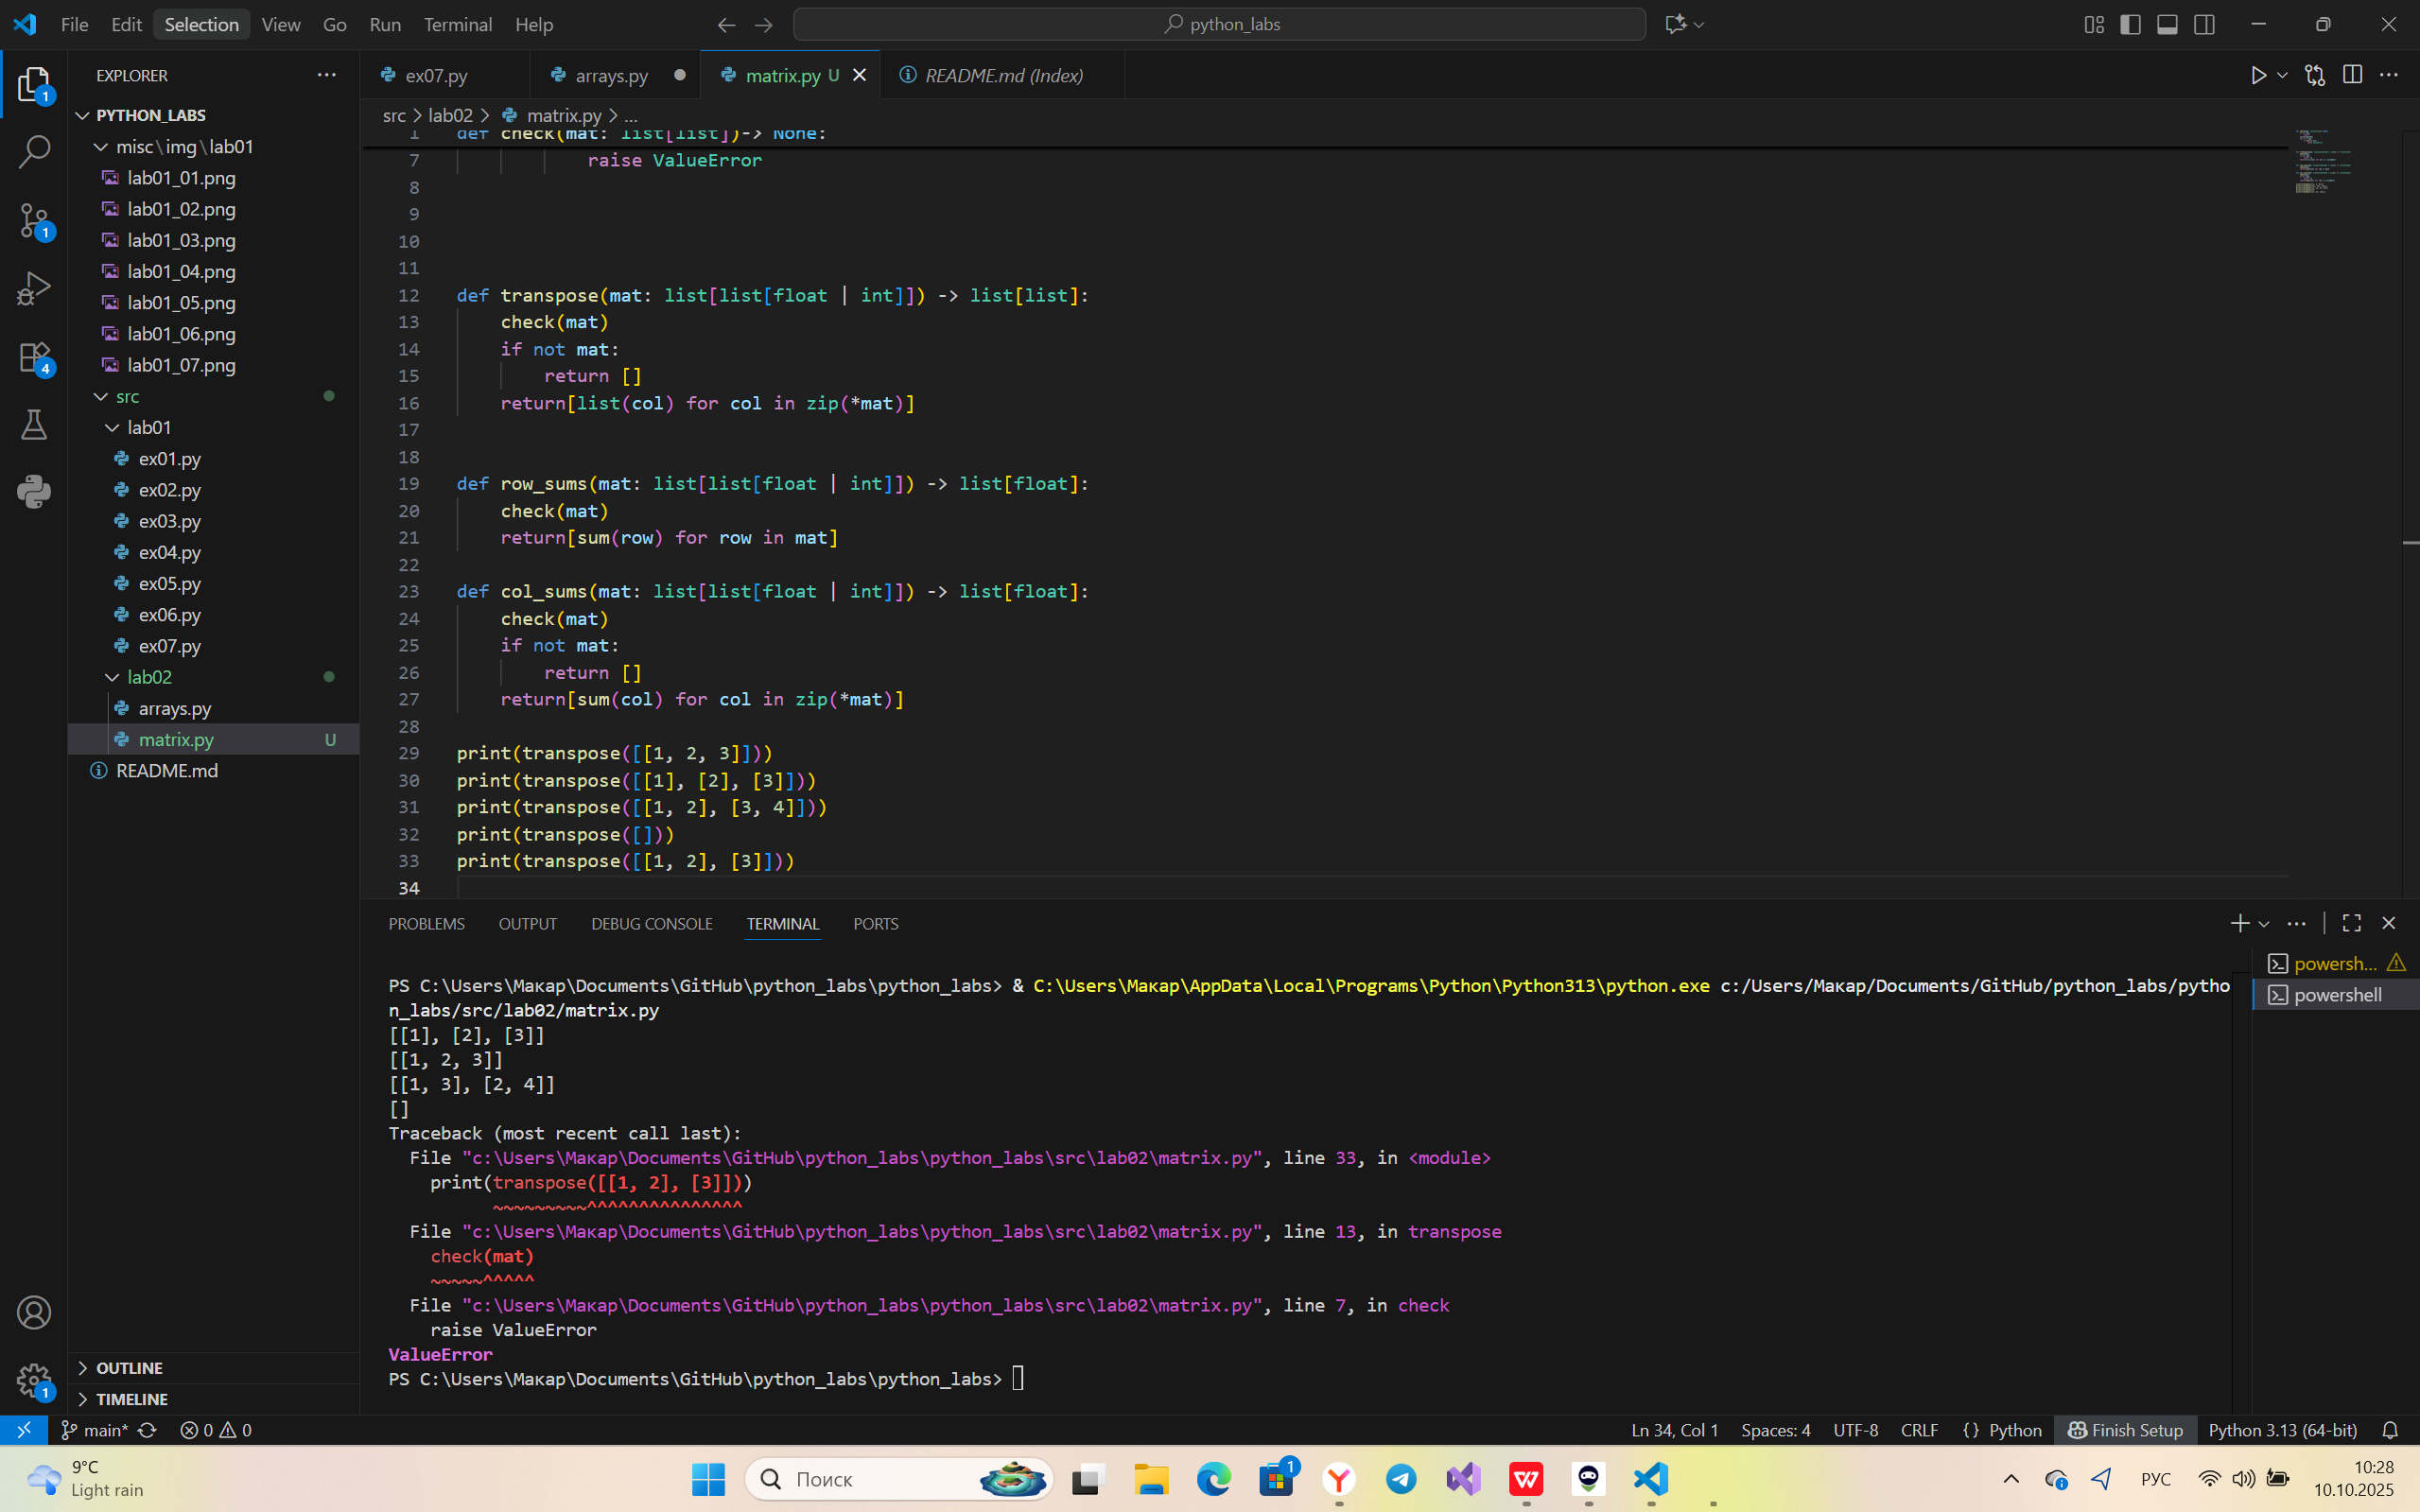 File Edit Selection View Go Run Terminal Help
python_labs
EXPLORER
PYTHON_LABS
misc\img\lab01
lab01_01.png
lab01_02.png
lab01_03.png
lab01_04.png
lab01_05.png
lab01_06.png
lab01_07.png
src
lab01
ex01.py
ex02.py
ex03.py
ex04.py
ex05.py
ex06.py
ex07.py
lab02
arrays.py
matrix.py U
README.md
OUTLINE
TIMELINE
1
1
4
1
ex07.py arrays.py matrix.py U README.md (Index)
src > lab02 > matrix.py > ...
1 def check(mat: list[list])-> None:
7 raise ValueError
8
9
10
11
12 def transpose(mat: list[list[float | int]]) -> list[list]:
13 check(mat)
14 if not mat:
15 return []
16 return[list(col) for col in zip(*mat)]
17
18
19 def row_sums(mat: list[list[float | int]]) -> list[float]:
20 check(mat)
21 return[sum(row) for row in mat]
22
23 def col_sums(mat: list[list[float | int]]) -> list[float]:
24 check(mat)
25 if not mat:
26 return []
27 return[sum(col) for col in zip(*mat)]
28
29 print(transpose([[1, 2, 3]]))
30 print(transpose([[1], [2], [3]]))
31 print(transpose([[1, 2], [3, 4]]))
32 print(transpose([]))
33 print(transpose([[1, 2], [3]]))
34
PROBLEMS OUTPUT DEBUG CONSOLE TERMINAL PORTS
powersh...
powershell
PS C:\Users\Макар\Documents\GitHub\python_labs\python_labs> & C:\Users\Макар\AppData\Local\Programs\Python\Python313\python.exe c:/Users/Макар/Documents/GitHub/python_labs/pytho
n_labs/src/lab02/matrix.py
[[1], [2], [3]]
[[1, 2, 3]]
[[1, 3], [2, 4]]
[]
Traceback (most recent call last):
File "c:\Users\Макар\Documents\GitHub\python_labs\python_labs\src\lab02\matrix.py", line 33, in <module>
print(transpose([[1, 2], [3]]))
~~~~~~~~~^^^^^^^^^^^^^^^
File "c:\Users\Макар\Documents\GitHub\python_labs\python_labs\src\lab02\matrix.py", line 13, in transpose
check(mat)
~~~~~^^^^^
File "c:\Users\Макар\Documents\GitHub\python_labs\python_labs\src\lab02\matrix.py", line 7, in check
raise ValueError
ValueError
PS C:\Users\Макар\Documents\GitHub\python_labs\python_labs>
main* 0 0 Ln 34, Col 1 Spaces: 4 UTF-8 CRLF {} Python Finish Setup Python 3.13 (64-bit)
9°C
Light rain
Поиск
1
РУС
10:28
10.10.2025